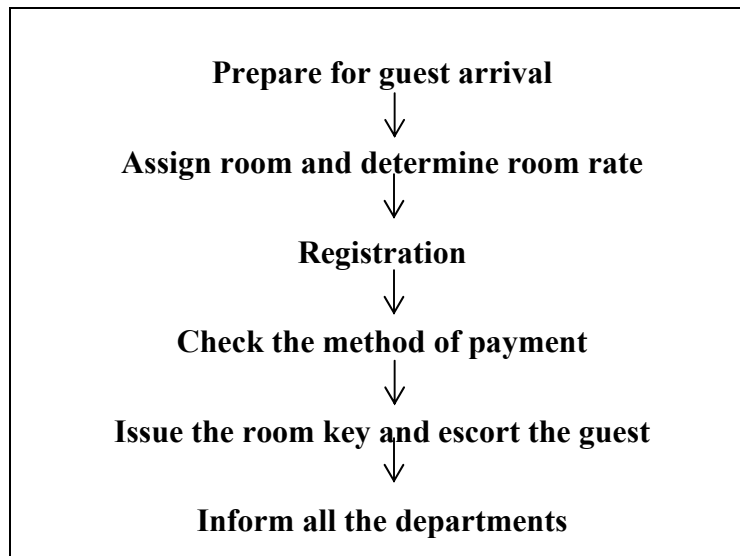 Prepare for guest arrival
Assign room and determine room rate
Registration
Check the method of payment
Issue the room key and escort the guest
Inform all the departments